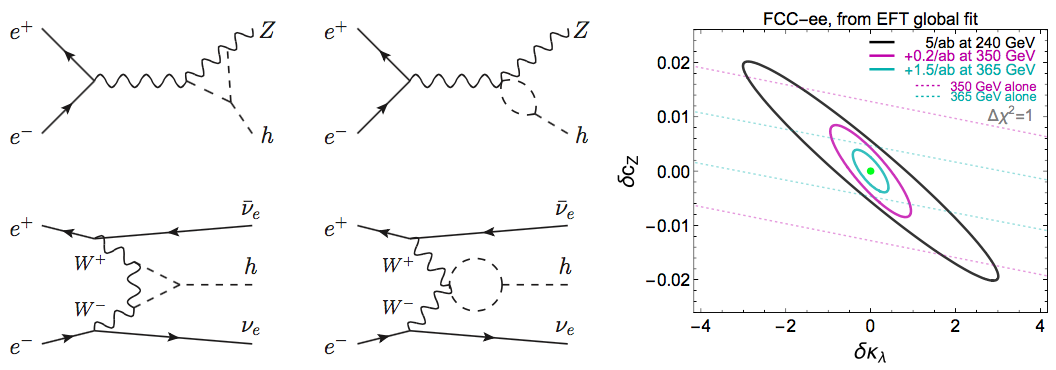 e⁺
Z
e⁻
h
e⁺
Z
e⁻
h
e⁺
ν̄ₑ
W⁺
h
W⁻
e⁻
νₑ
e⁺
ν̄ₑ
W⁺
h
W⁻
e⁻
νₑ
FCC-ee, from EFT global fit
5/ab at 240 GeV
+0.2/ab at 350 GeV
+1.5/ab at 365 GeV
350 GeV alone
365 GeV alone
Δχ²=1
δc_Z
0.02
0.01
0.00
−0.01
−0.02
−4 −2 0 2 4
δκ_λ